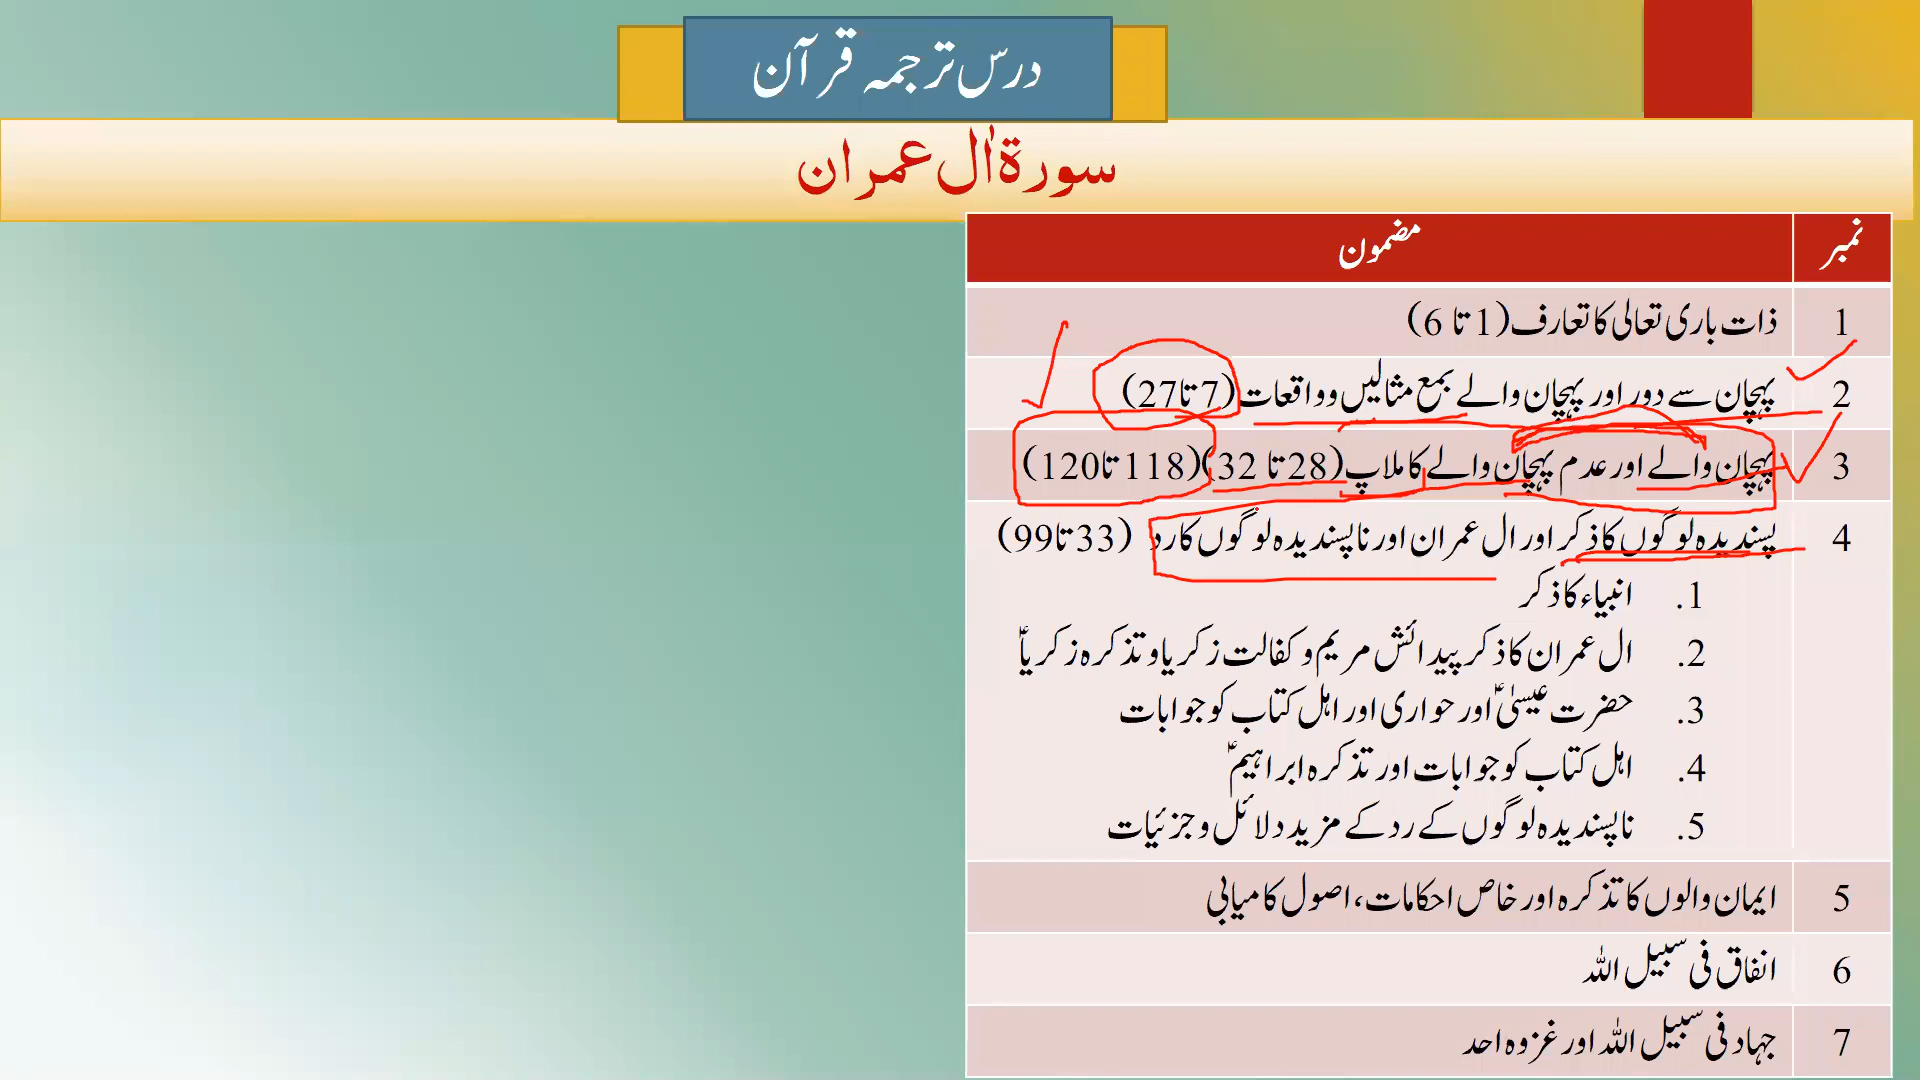 درس ترجمہ قرآن
سورۃ اٰل عمران
نمبر مضمون
1 ذات باری تعالی کا تعارف (1 تا 6)
2 پہچان سے دور اور پہچان والے بمع مثالیں و واقعات (7 تا 27)
3 پہچان والے اور عدم پہچان والے کا ملاپ (28 تا 32) (118 تا 120)
4 پسندیدہ لوگوں کا ذکر اور ال عمران اور ناپسندیدہ لوگوں کا رد (33 تا 99)
1. انبیاء کا ذکر
2. ال عمران کا ذکر پیدائش مریم و کفالت زکریا و تذکرہ زکریاؑ
3. حضرت عیسیٰؑ اور حواری اور اہل کتاب کو جوابات
4. اہل کتاب کو جوابات اور تذکرہ ابراہیمؑ
5. ناپسندیدہ لوگوں کے رد کے مزید دلائل و جزئیات
5 ایمان والوں کا تذکرہ اور خاص احکامات، اصول کامیابی
6 انفاق فی سبیل اللہ
7 جہاد فی سبیل اللہ اور غزوہ احد